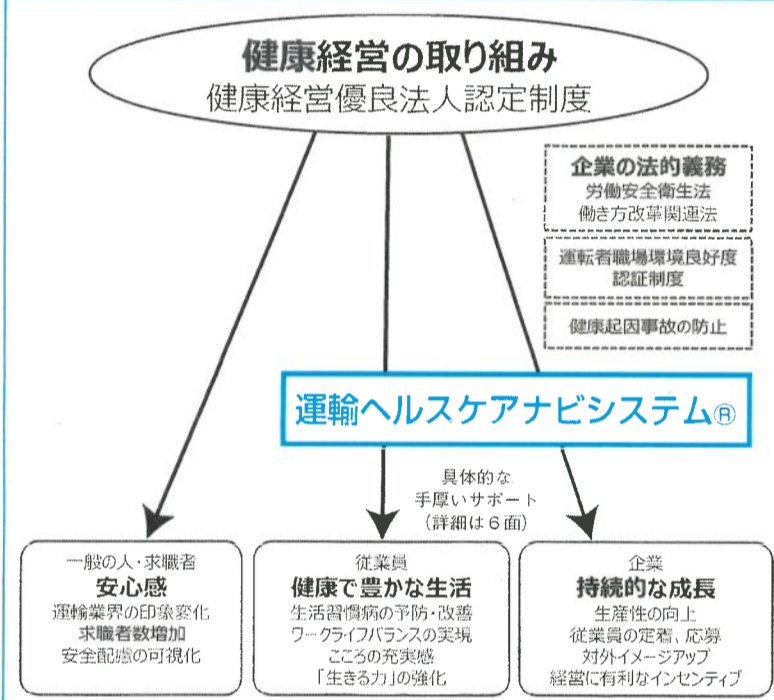 健康経営の取り組み
健康経営優良法人認定制度
企業の法的義務
労働安全衛生法
働き方改革関連法
運転者職場環境良好度
認証制度
健康起因事故の防止
運輸ヘルスケアナビシステム®
具体的な
手厚いサポート
(詳細は6面)
一般の人・求職者
安心感
運輸業界の印象変化
求職者数増加
安全配慮の可視化
従業員
健康で豊かな生活
生活習慣病の予防・改善
ワークライフバランスの実現
こころの充実感
「生きる力」の強化
企業
持続的な成長
生産性の向上
従業員の定着、応募
対外イメージアップ
経営に有利なインセンティブ